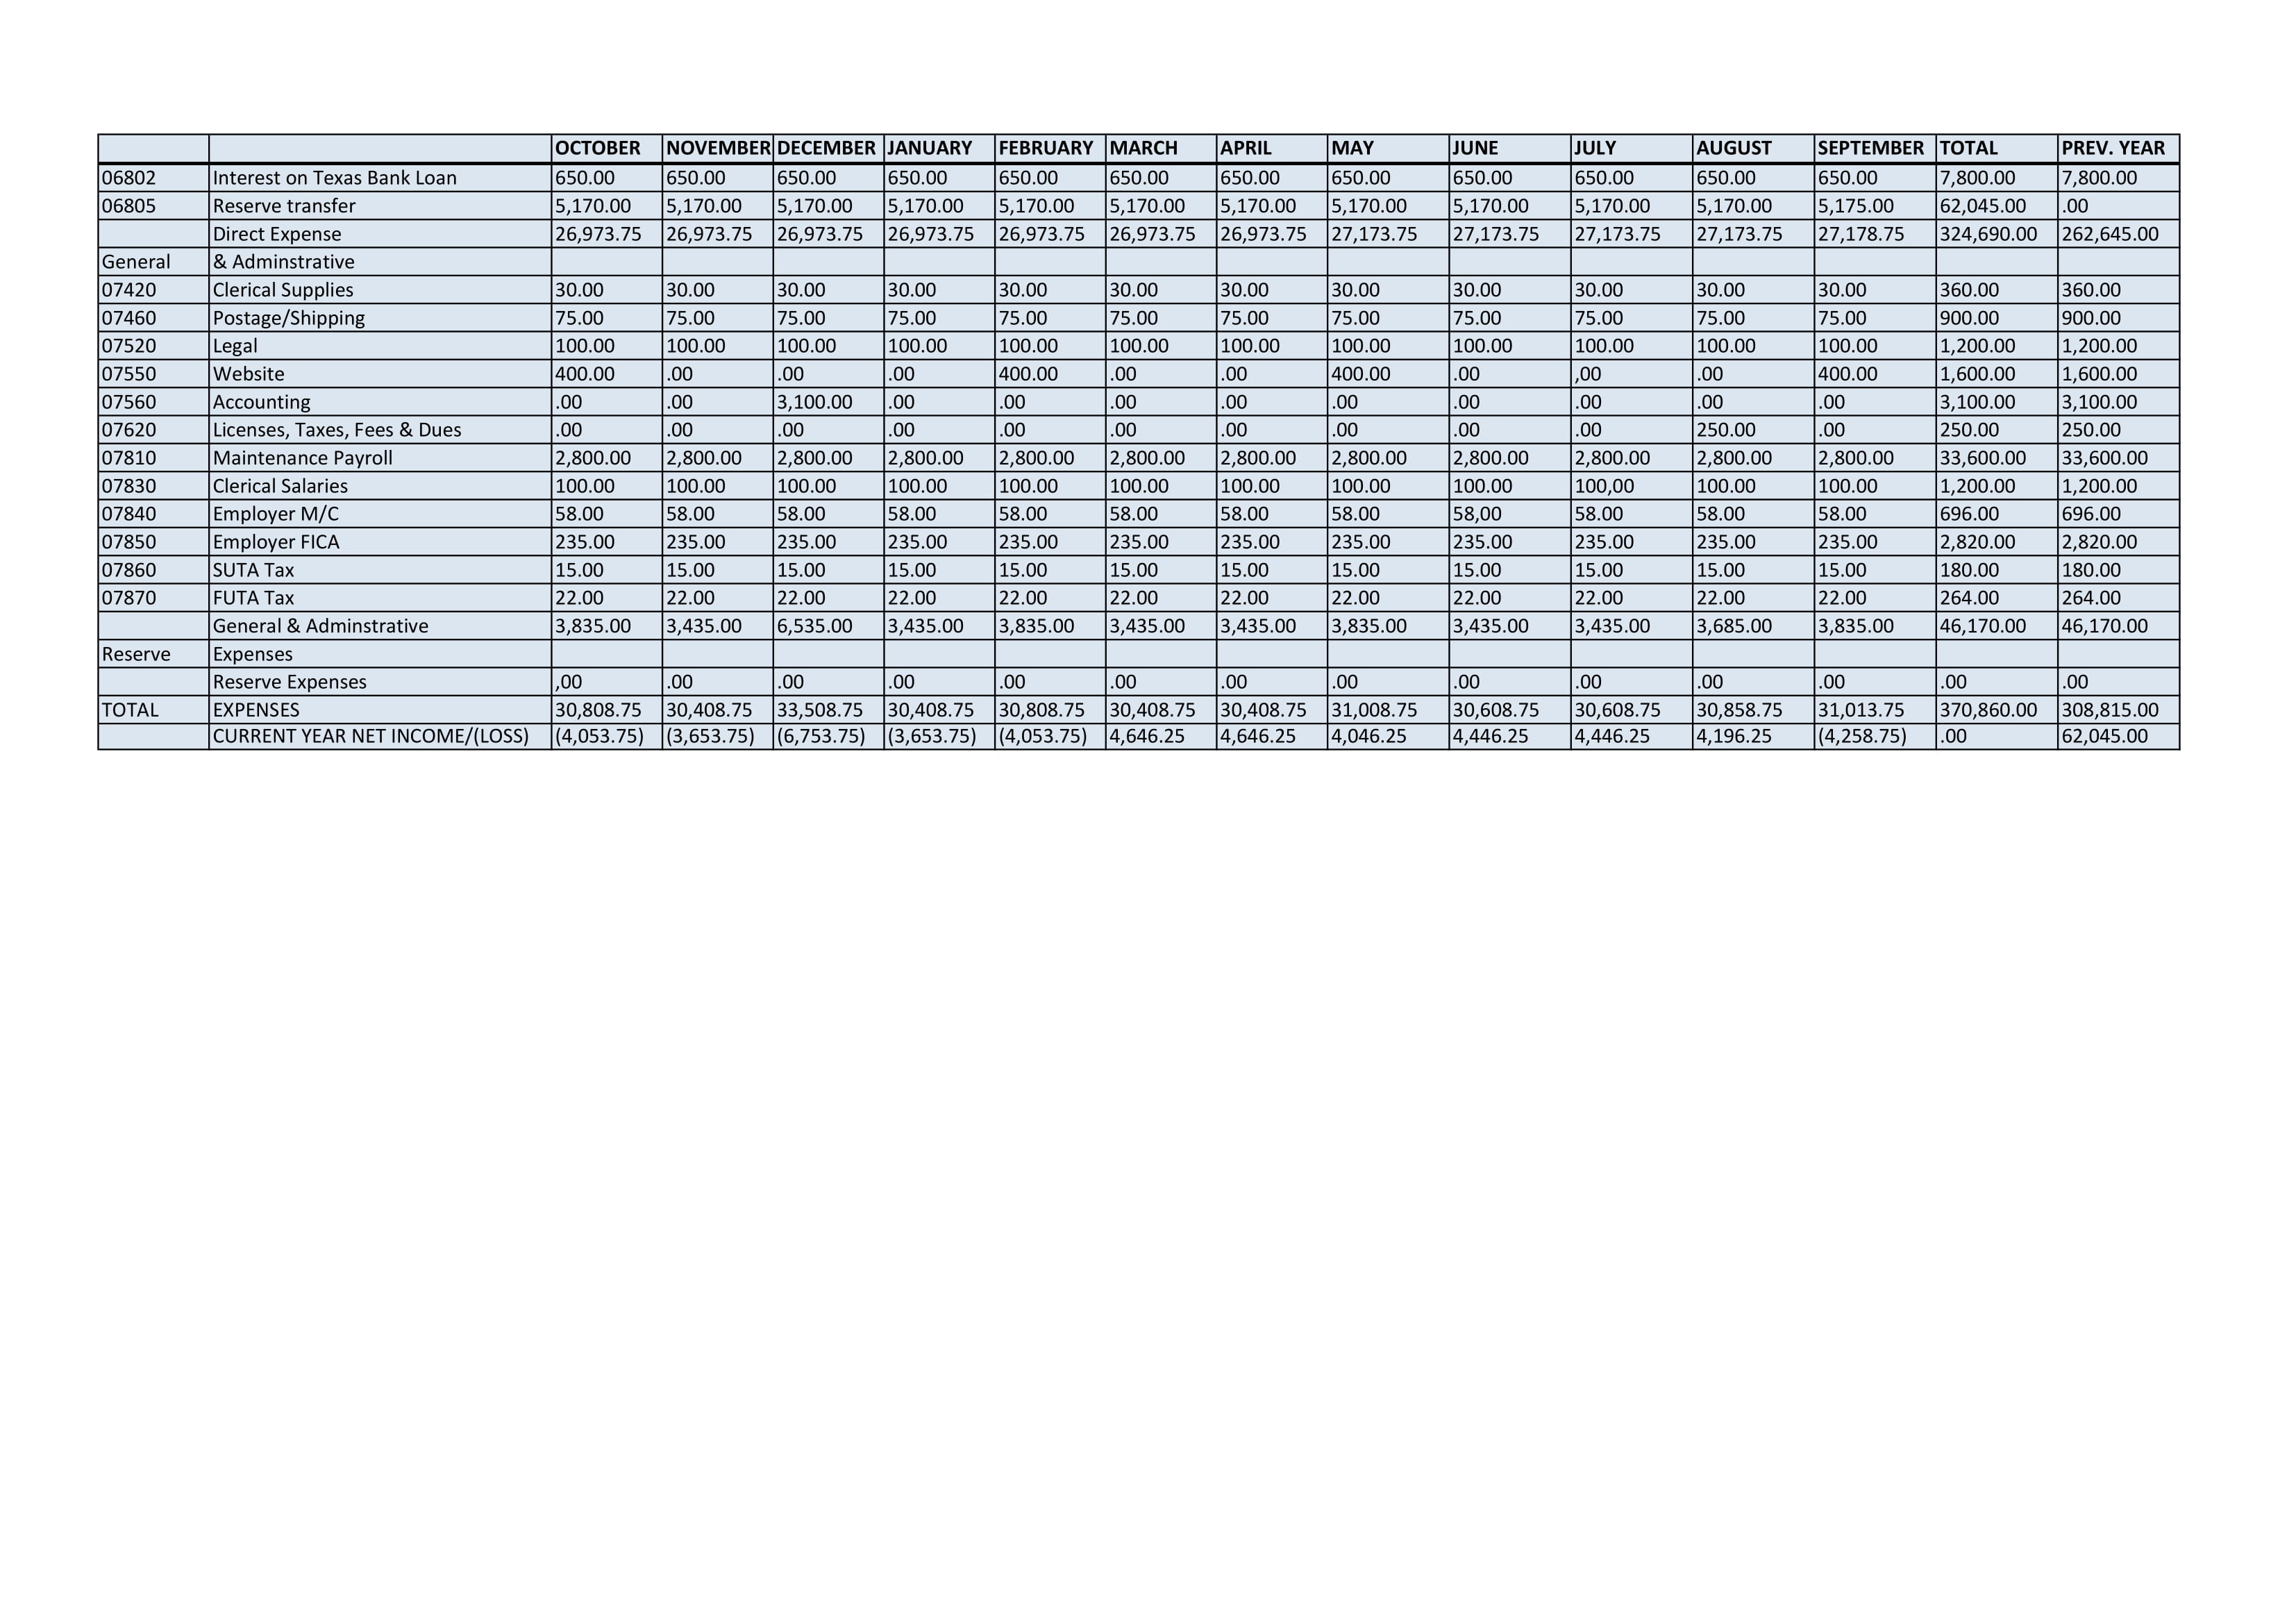 OCTOBER NOVEMBER DECEMBER JANUARY FEBRUARY MARCH APRIL MAY JUNE JULY AUGUST SEPTEMBER TOTAL PREV. YEAR
06802 Interest on Texas Bank Loan 650.00 650.00 650.00 650.00 650.00 650.00 650.00 650.00 650.00 650.00 650.00 650.00 7,800.00 7,800.00
06805 Reserve transfer 5,170.00 5,170.00 5,170.00 5,170.00 5,170.00 5,170.00 5,170.00 5,170.00 5,170.00 5,170.00 5,170.00 5,175.00 62,045.00 .00
Direct Expense 26,973.75 26,973.75 26,973.75 26,973.75 26,973.75 26,973.75 26,973.75 27,173.75 27,173.75 27,173.75 27,173.75 27,178.75 324,690.00 262,645.00
General & Adminstrative
07420 Clerical Supplies 30.00 30.00 30.00 30.00 30.00 30.00 30.00 30.00 30.00 30.00 30.00 30.00 360.00 360.00
07460 Postage/Shipping 75.00 75.00 75.00 75.00 75.00 75.00 75.00 75.00 75.00 75.00 75.00 75.00 900.00 900.00
07520 Legal 100.00 100.00 100.00 100.00 100.00 100.00 100.00 100.00 100.00 100.00 100.00 100.00 1,200.00 1,200.00
07550 Website 400.00 .00 .00 .00 400.00 .00 .00 400.00 .00 ,00 .00 400.00 1,600.00 1,600.00
07560 Accounting .00 .00 3,100.00 .00 .00 .00 .00 .00 .00 .00 .00 .00 3,100.00 3,100.00
07620 Licenses, Taxes, Fees & Dues .00 .00 .00 .00 .00 .00 .00 .00 .00 .00 250.00 .00 250.00 250.00
07810 Maintenance Payroll 2,800.00 2,800.00 2,800.00 2,800.00 2,800.00 2,800.00 2,800.00 2,800.00 2,800.00 2,800.00 2,800.00 2,800.00 33,600.00 33,600.00
07830 Clerical Salaries 100.00 100.00 100.00 100.00 100.00 100.00 100.00 100.00 100.00 100,00 100.00 100.00 1,200.00 1,200.00
07840 Employer M/C 58.00 58.00 58.00 58.00 58.00 58.00 58.00 58.00 58,00 58.00 58.00 58.00 696.00 696.00
07850 Employer FICA 235.00 235.00 235.00 235.00 235.00 235.00 235.00 235.00 235.00 235.00 235.00 235.00 2,820.00 2,820.00
07860 SUTA Tax 15.00 15.00 15.00 15.00 15.00 15.00 15.00 15.00 15.00 15.00 15.00 15.00 180.00 180.00
07870 FUTA Tax 22.00 22.00 22.00 22.00 22.00 22.00 22.00 22.00 22.00 22.00 22.00 22.00 264.00 264.00
General & Adminstrative 3,835.00 3,435.00 6,535.00 3,435.00 3,835.00 3,435.00 3,435.00 3,835.00 3,435.00 3,435.00 3,685.00 3,835.00 46,170.00 46,170.00
Reserve Expenses
Reserve Expenses ,00 .00 .00 .00 .00 .00 .00 .00 .00 .00 .00 .00 .00 .00
TOTAL EXPENSES 30,808.75 30,408.75 33,508.75 30,408.75 30,808.75 30,408.75 30,408.75 31,008.75 30,608.75 30,608.75 30,858.75 31,013.75 370,860.00 308,815.00
CURRENT YEAR NET INCOME/(LOSS) (4,053.75) (3,653.75) (6,753.75) (3,653.75) (4,053.75) 4,646.25 4,646.25 4,046.25 4,446.25 4,446.25 4,196.25 (4,258.75) .00 62,045.00